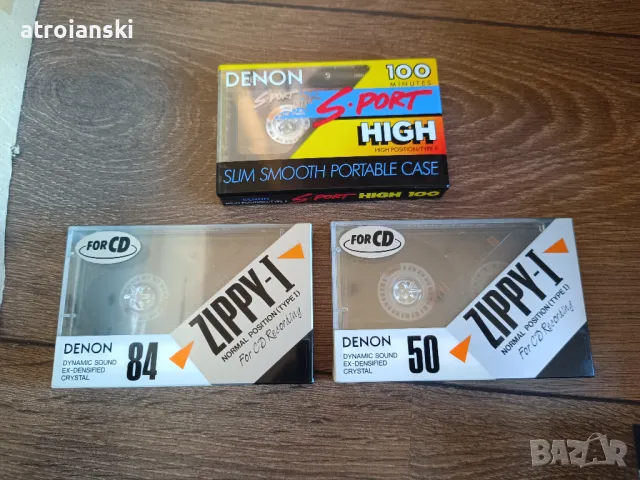 atroianski
DENON
100
MINUTES
S·PORT
S·PORT
HIGH
HIGH POSITION/TYPE II
SLIM SMOOTH PORTABLE CASE
DENON
S·PORT HIGH 100
FOR CD
ZIPPY-I
NORMAL POSITION (TYPE I)
For CD Recording
DENON
DYNAMIC SOUND
EX-DENSIFIED
CRYSTAL
84
FOR CD
ZIPPY-I
NORMAL POSITION (TYPE I)
For CD Recording
DENON
DYNAMIC SOUND
EX-DENSIFIED
CRYSTAL
50
BAZAR